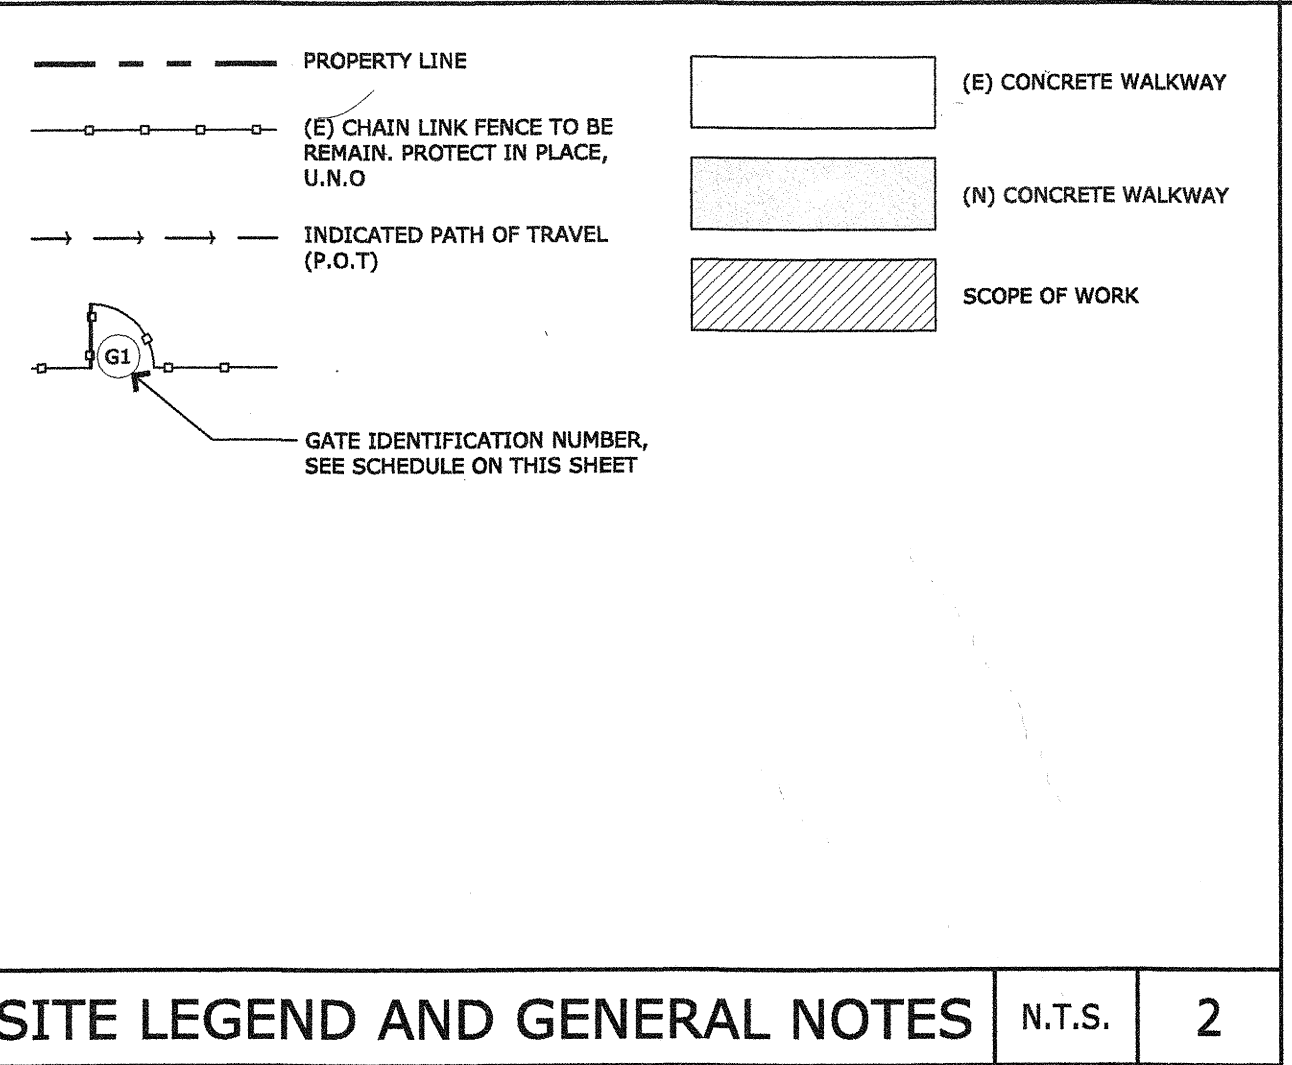 PROPERTY LINE
(E) CHAIN LINK FENCE TO BE
REMAIN. PROTECT IN PLACE,
U.N.O
INDICATED PATH OF TRAVEL
(P.O.T)
G1
GATE IDENTIFICATION NUMBER,
SEE SCHEDULE ON THIS SHEET
(E) CONCRETE WALKWAY
(N) CONCRETE WALKWAY
SCOPE OF WORK
SITE LEGEND AND GENERAL NOTES
N.T.S.
2